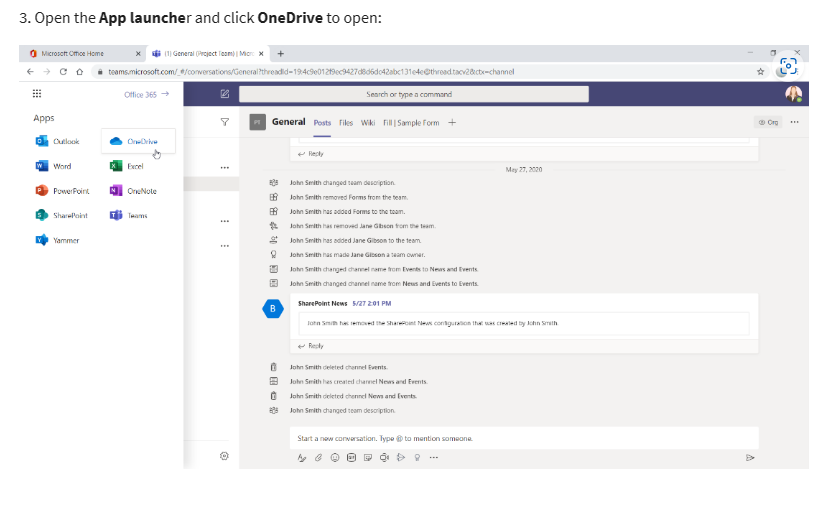 3. Open the App launcher and click OneDrive to open:
Microsoft Office Home
(1) General (Project Team) | Micr
teams.microsoft.com/_#/conversations/General?threadId=
&ctx=channel
Office 365 →
Search or type a command
Apps
Outlook
OneDrive
Word
Excel
PowerPoint
OneNote
SharePoint
Teams
Yammer
PT
General Posts Files Wiki Fill | Sample Form +
Org
Reply
May 27, 2020
John Smith changed team description.
John Smith removed Forms from the team.
John Smith has added Forms to the team.
John Smith has removed Jane Gibson from the team.
John Smith has added Jane Gibson to the team.
John Smith has made Jane Gibson a team owner.
John Smith changed channel name from Events to News and Events.
John Smith changed channel name from News and Events to Events.
B
SharePoint News 5/27 2:01 PM
John Smith has removed the SharePoint News configuration that was created by John Smith
Reply
John Smith deleted channel Events.
John Smith has created channel News and Events.
John Smith deleted channel News and Events.
John Smith changed team description.
Start a new conversation. Type @ to mention someone.
GIF